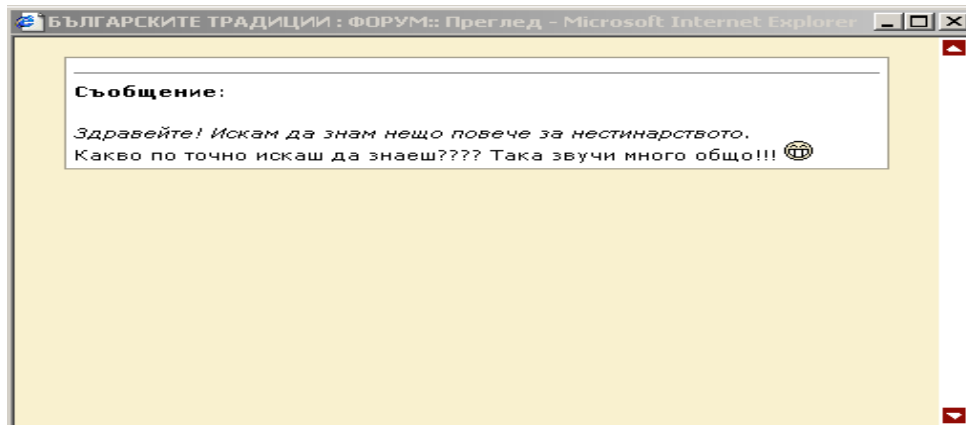 БЪЛГАРСКИТЕ ТРАДИЦИИ : ФОРУМ:: Преглед - Microsoft Internet Explorer
Съобщение:
Здравейте! Искам да знам нещо повече за нестинарството.
Какво по точно искаш да знаеш???? Така звучи много общо!!!